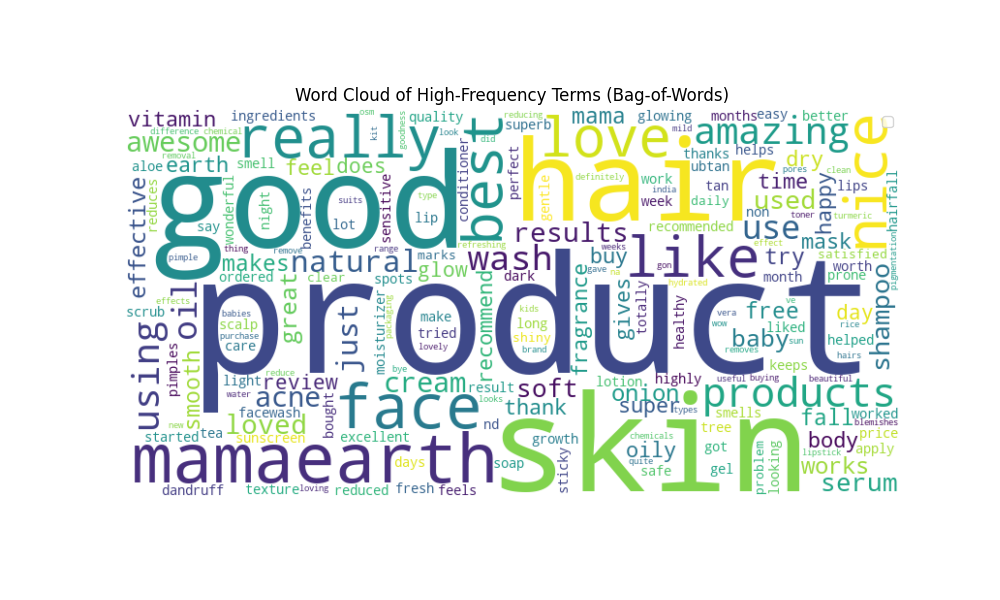 Word Cloud of High-Frequency Terms (Bag-of-Words)
vitamin
ingredients
nsm
goodness
quality
reducing
superb
mama
glowing
months
easy
better
difference
chemical
kit
look
did
mild
awesome
really
best
love
amazing
nice
removal
aloe
earth
smell
feel
does
conditioner
perfect
thanks
helps
ubtan
dry
pores
clean
good
hair
reduces
wonderful
night
benefits
suits
lot
sensitive
type
lip
gentle
definitely
work
india
week
tan
daily
time
used
lips
happy
hairfall
say
non
toner
turmeric
effective
thing
remove
range
marks
refreshing
results
recommended
use
mask
satisfied
pimple
makes
natural
spots
glow
wash
weeks
like
effect
try
worth
pigmentation
ordered
clear
dark
gave
na
hydrated
month
prone
effects
scrub
oil
product
babies
scalp
purchase
care
great
just
moisturizer
packaging
make
tried
lovely
recommend
kids
long
shiny
brand
fragrance
gives
totally
healthy
vera
wow
removes
ve
free
baby
sun
rice
liked
day
helped
hairs
shampoo
using
pimples
smooth
reduce
light
water
review
acne
bye
cream
face
result
looks
soft
lotion
highly
useful
buying
keeps
beautiful
buy
gon
onion
products
new
loved
facewash
bought
thank
super
types
smells
fall
worked
blemishes
started
tea
sunscreen
excellent
nd
growth
chemicals
oily
tree
got
lipstick
body
price
apply
mamaearth
days
soap
sticky
skin
quite
safe
gel
problem
looking
works
dandruff
texture
loving
reduced
fresh
feels
serum